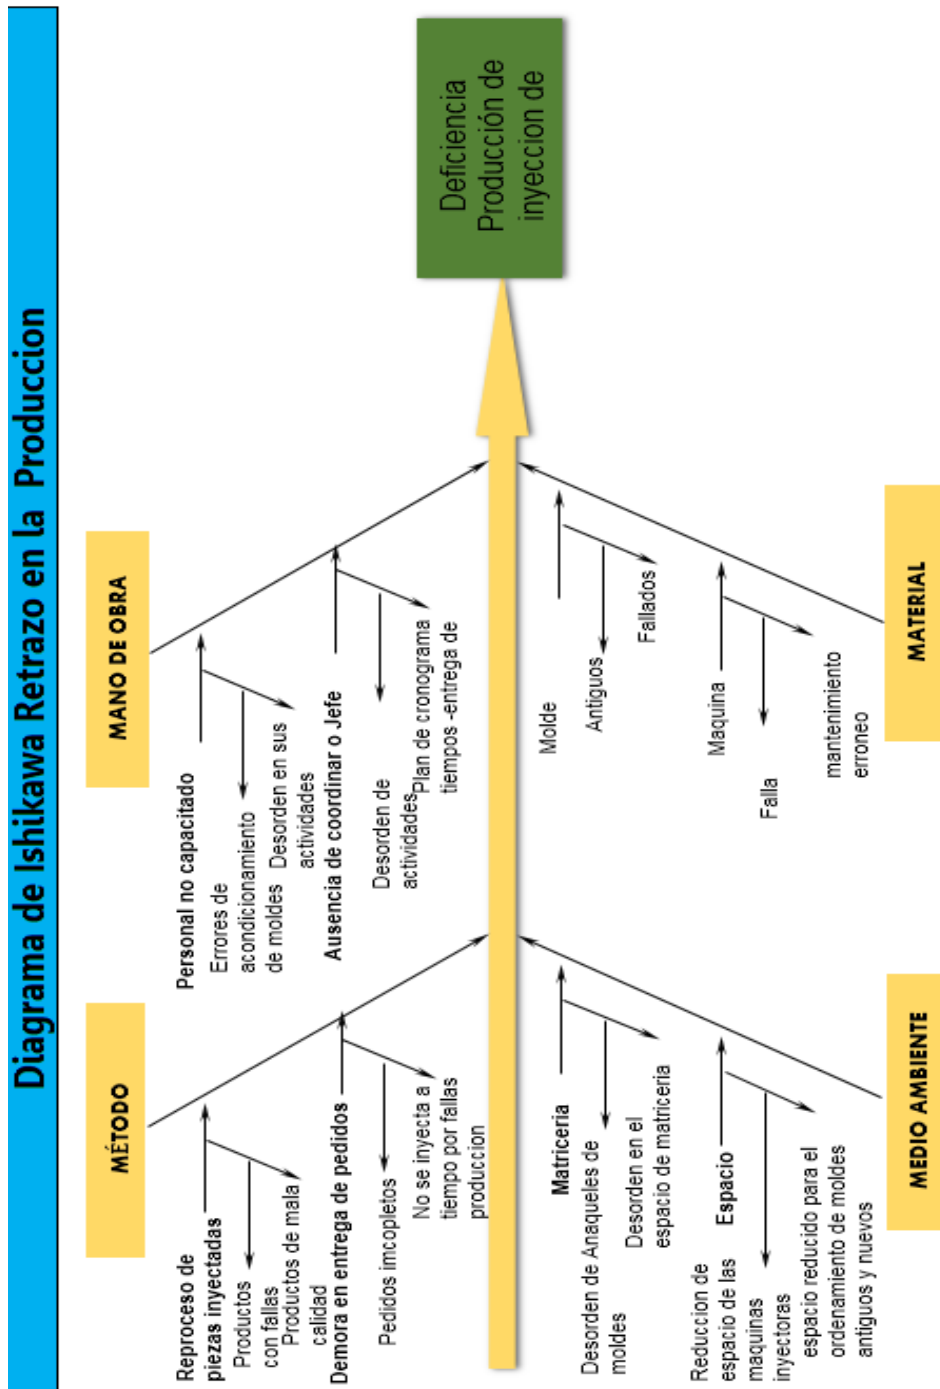 Diagrama de Ishikawa Retrazo en la Produccion
MÉTODO
MANO DE OBRA
Reproceso de
piezas inyectadas
Productos
con fallas
Productos de mala
calidad
Demora en entrega de pedidos
Pedidos imcopletos
No se inyecta a
tiempo por fallas
produccion
Personal no capacitado
Errores de
acondicionamiento
de moldes
Desorden en sus
actividades
Ausencia de coordinar o Jefe
Desorden de
actividades
Plan de cronograma
tiempos -entrega de
Deficiencia
Producción de
inyeccion de
Matriceria
Desorden de Anaqueles de
moldes
Desorden en el
espacio de matriceria
Espacio
Reduccion de
espacio de las
maquinas
inyectoras
espacio reducido para el
ordenamiento de moldes
antiguos y nuevos
Molde
Antiguos
Fallados
Maquina
Falla
mantenimiento
erroneo
MEDIO AMBIENTE
MATERIAL